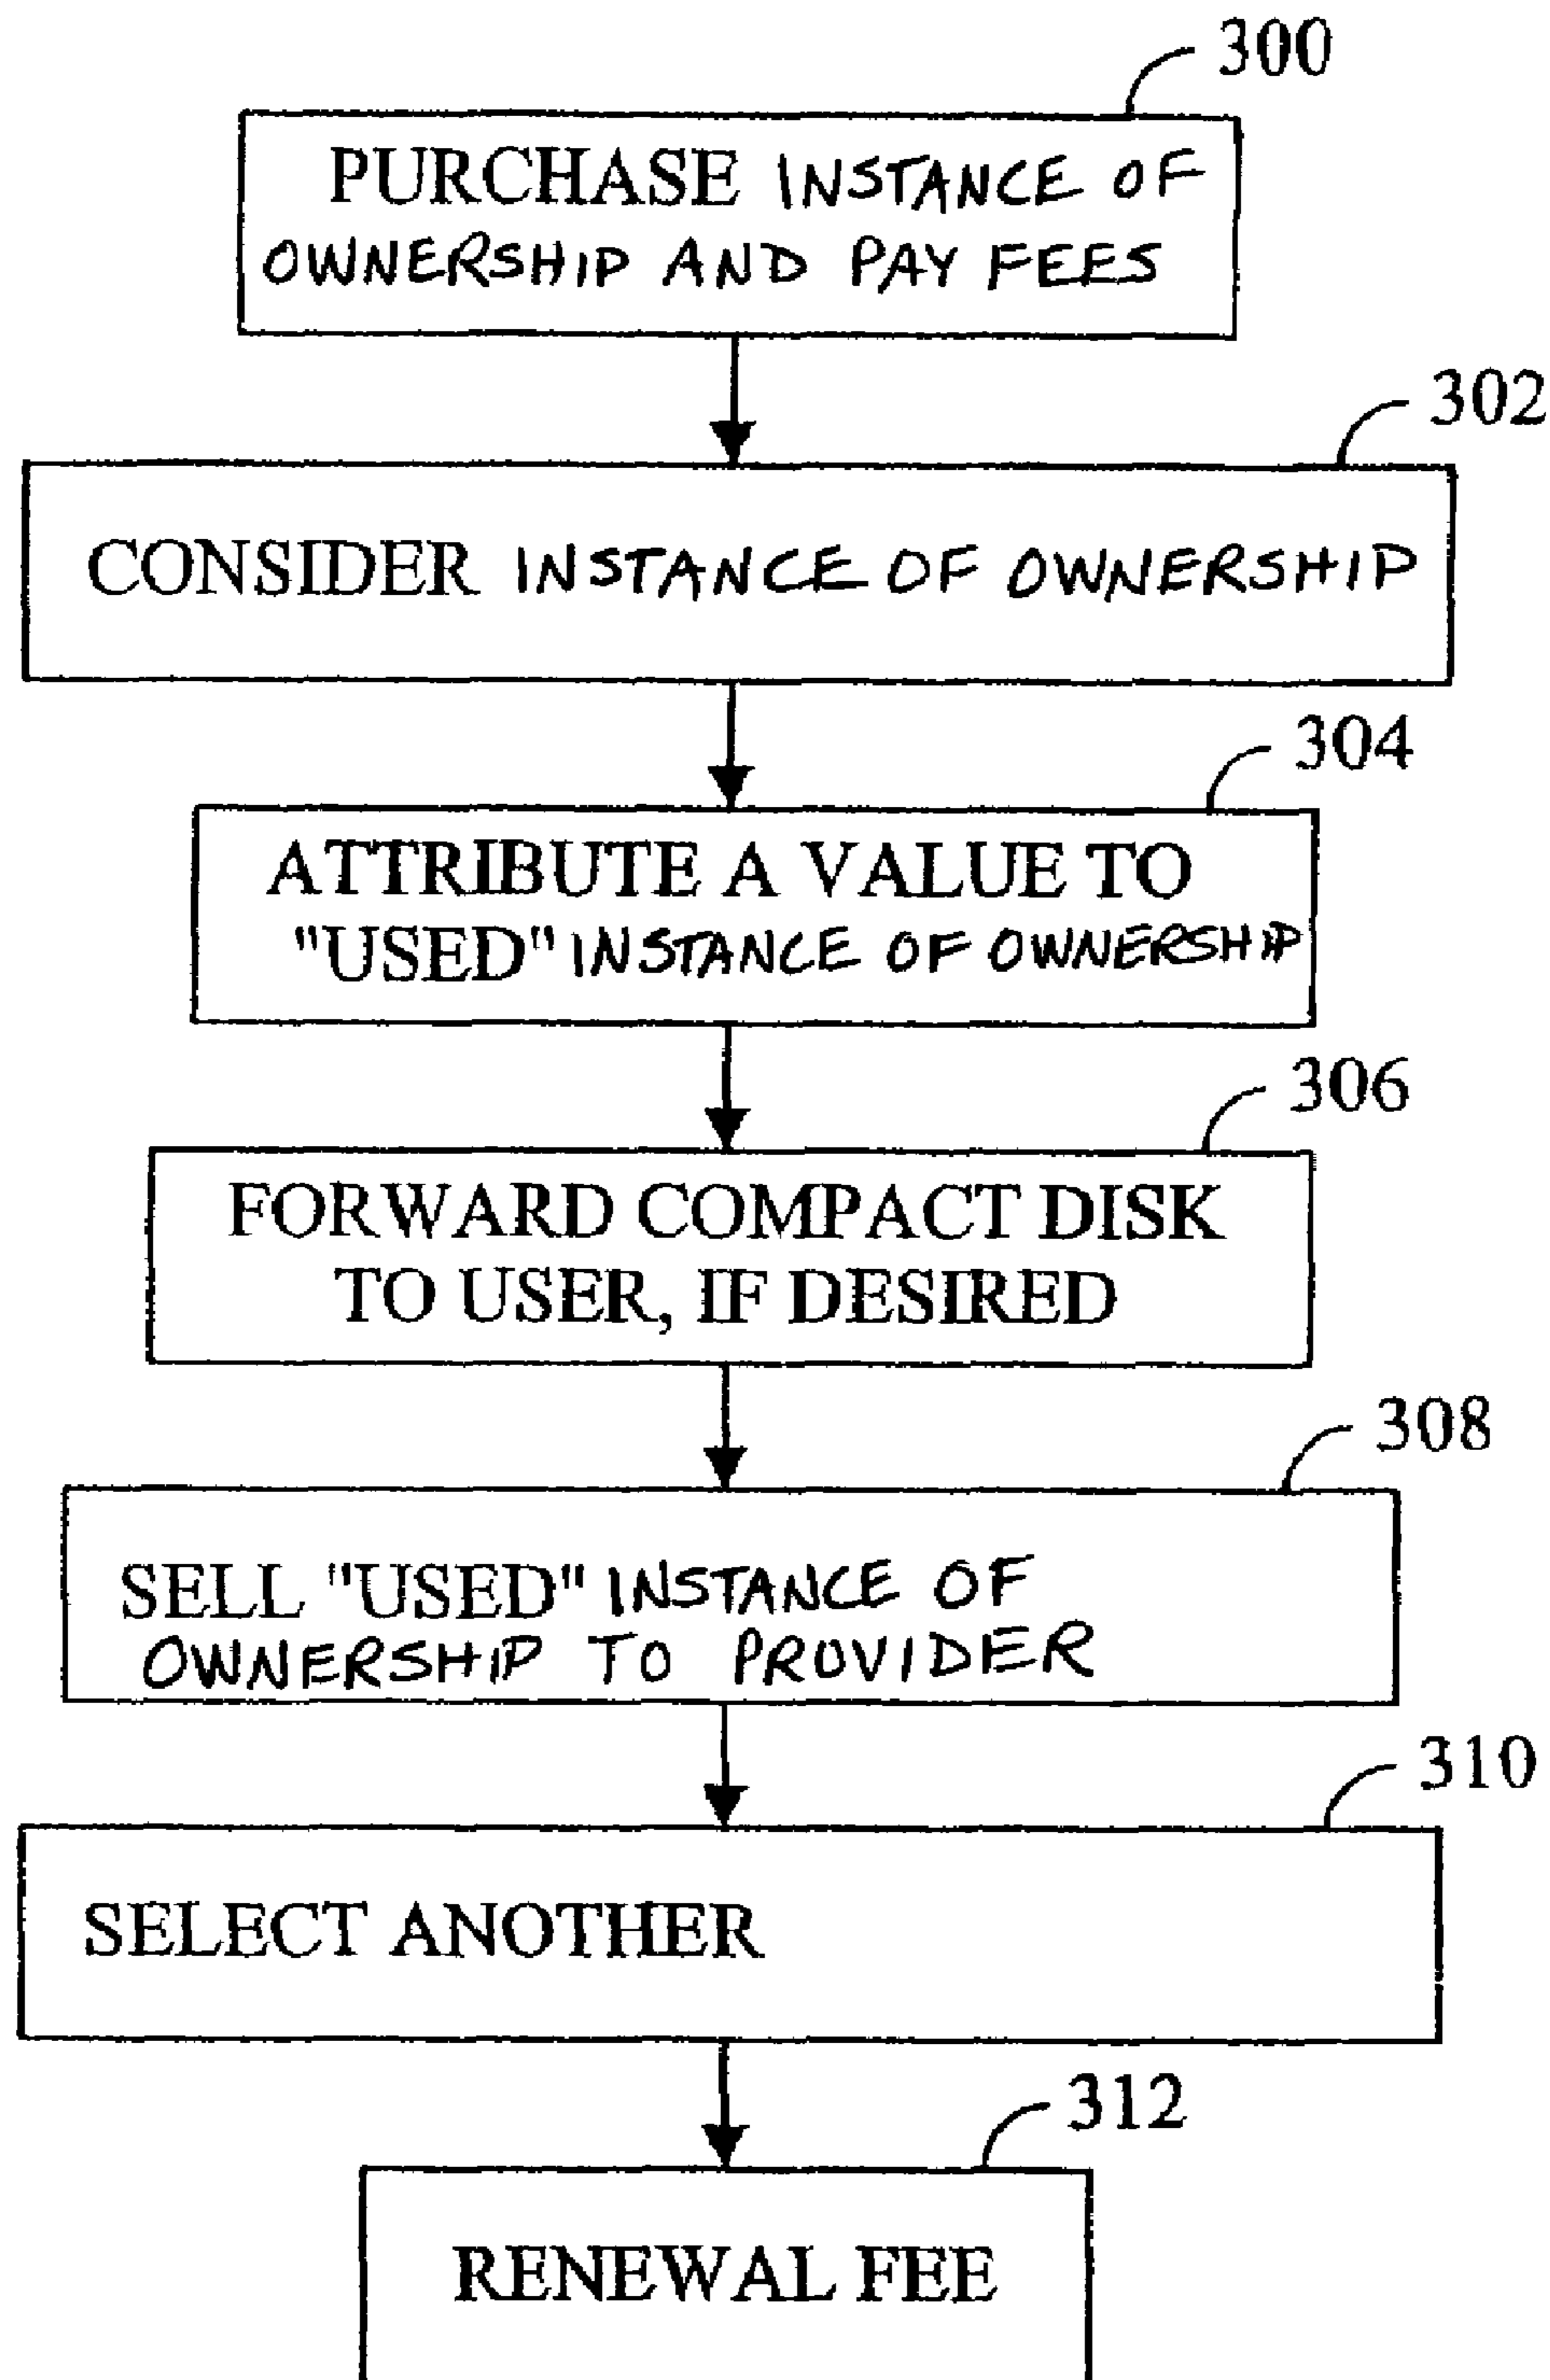 300
PURCHASE INSTANCE OF
OWNERSHIP AND PAY FEES
302
CONSIDER INSTANCE OF OWNERSHIP
304
ATTRIBUTE A VALUE TO
"USED" INSTANCE OF OWNERSHIP
306
FORWARD COMPACT DISK
TO USER, IF DESIRED
308
SELL "USED" INSTANCE OF
OWNERSHIP TO PROVIDER
310
SELECT ANOTHER
312
RENEWAL FEE